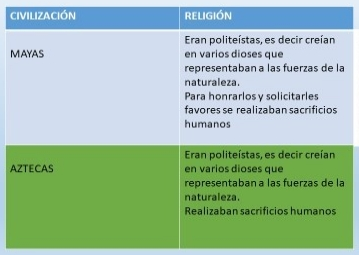 CIVILIZACIÓN RELIGIÓN
MAYAS
Eran politeístas, es decir creían
en varios dioses que
representaban a las fuerzas de la
naturaleza.
Para honrarlos y solicitarles
favores se realizaban sacrificios
humanos
AZTECAS
Eran politeístas, es decir creían
en varios dioses que
representaban a las fuerzas de la
naturaleza.
Realizaban sacrificios humanos